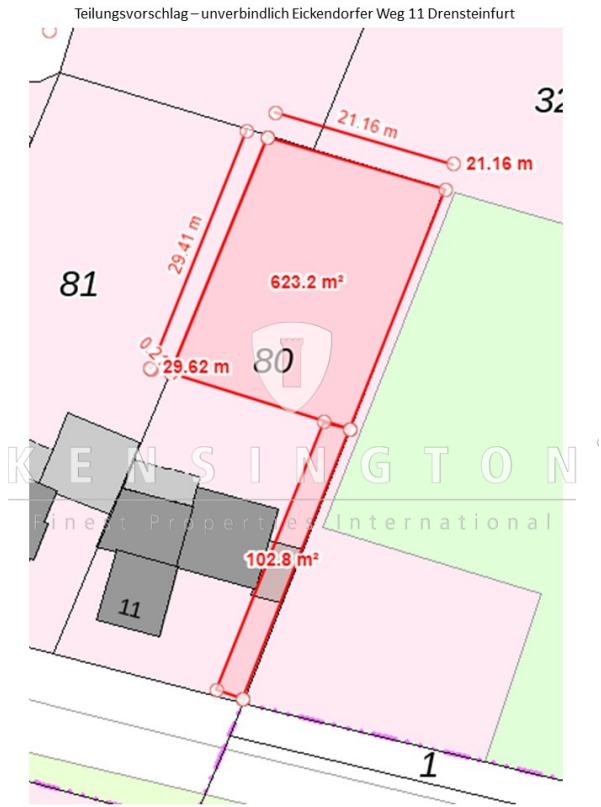 Teilungsvorschlag – unverbindlich Eickendorfer Weg 11 Drensteinfurt
32
21.16 m
21.16 m
29.41 m
81
623.2 m²
29.62 m
80
KENSINGTON
Finest Properties International
102.8 m²
11
1